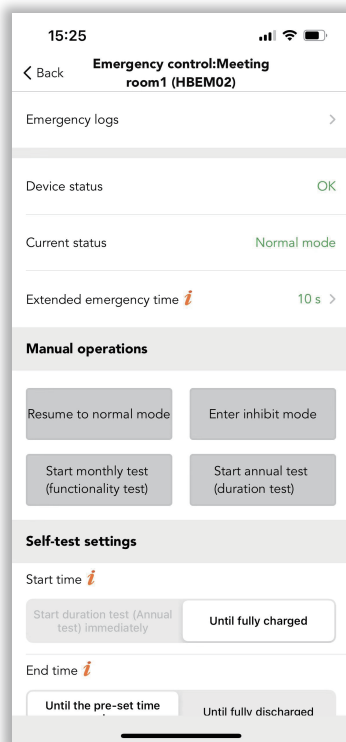 15:25
Back
Emergency control:Meeting
room1 (HBEM02)
Emergency logs
Device status OK
Current status Normal mode
Extended emergency time i 10 s
Manual operations
Resume to normal mode Enter inhibit mode
Start monthly test Start annual test
(functionality test) (duration test)
Self-test settings
Start time i
Start duration test (Annual
test) immediately
Until fully charged
End time i
Until the pre-set time
Until fully discharged